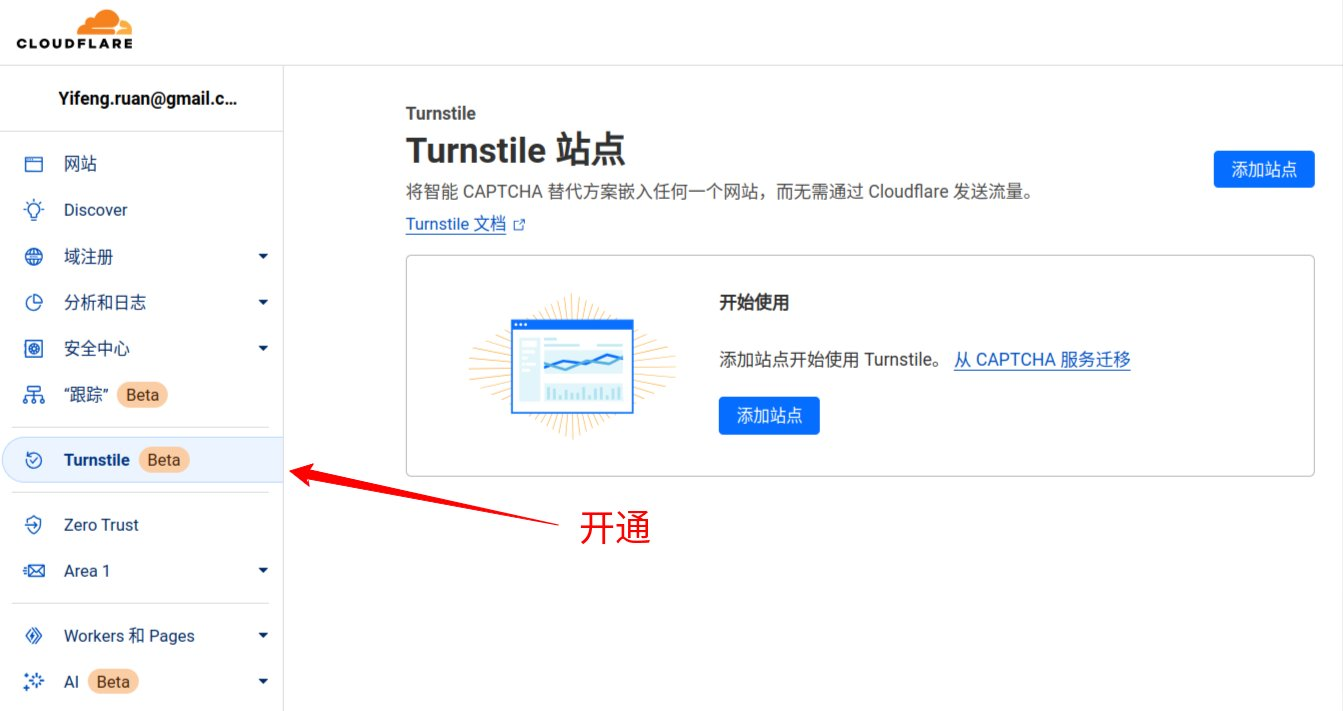 CLOUDFLARE
Yifeng.ruan@gmail.c...
网站
Discover
域注册
分析和日志
安全中心
“跟踪” Beta
Turnstile Beta
Zero Trust
Area 1
Workers 和 Pages
AI Beta
Turnstile
Turnstile 站点
添加站点
将智能 CAPTCHA 替代方案嵌入任何一个网站，而无需通过 Cloudflare 发送流量。
Turnstile 文档
开始使用
添加站点开始使用 Turnstile。 从 CAPTCHA 服务迁移
添加站点
开通